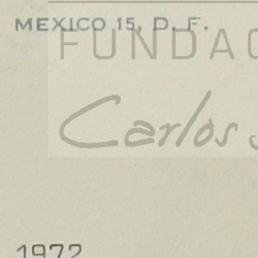 MEXICO 15, D. F.
FUNDAC
Carlos
1972